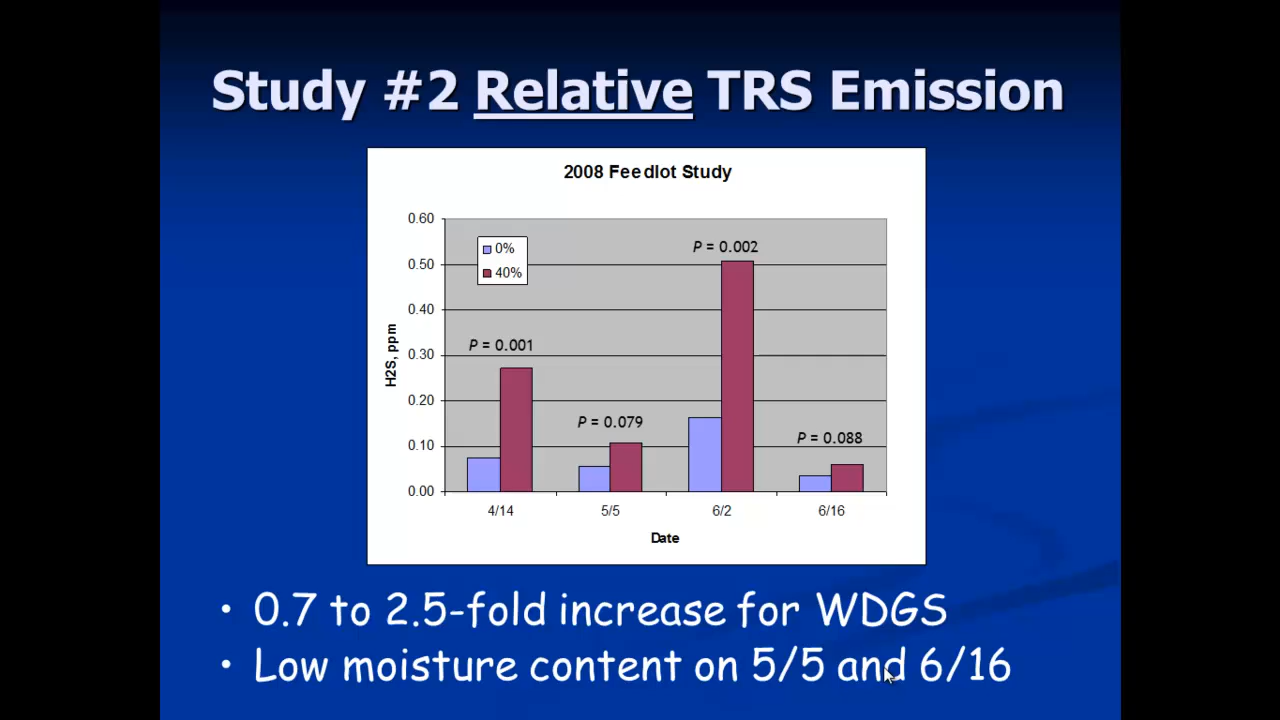 Study #2 Relative TRS Emission
2008 Feedlot Study
0.60
0.50
0.40
0.30
0.20
0.10
0.00
H2S, ppm
0%
40%
P = 0.001
P = 0.079
P = 0.002
P = 0.088
4/14
5/5
6/2
6/16
Date
• 0.7 to 2.5-fold increase for WDGS
• Low moisture content on 5/5 and 6/16